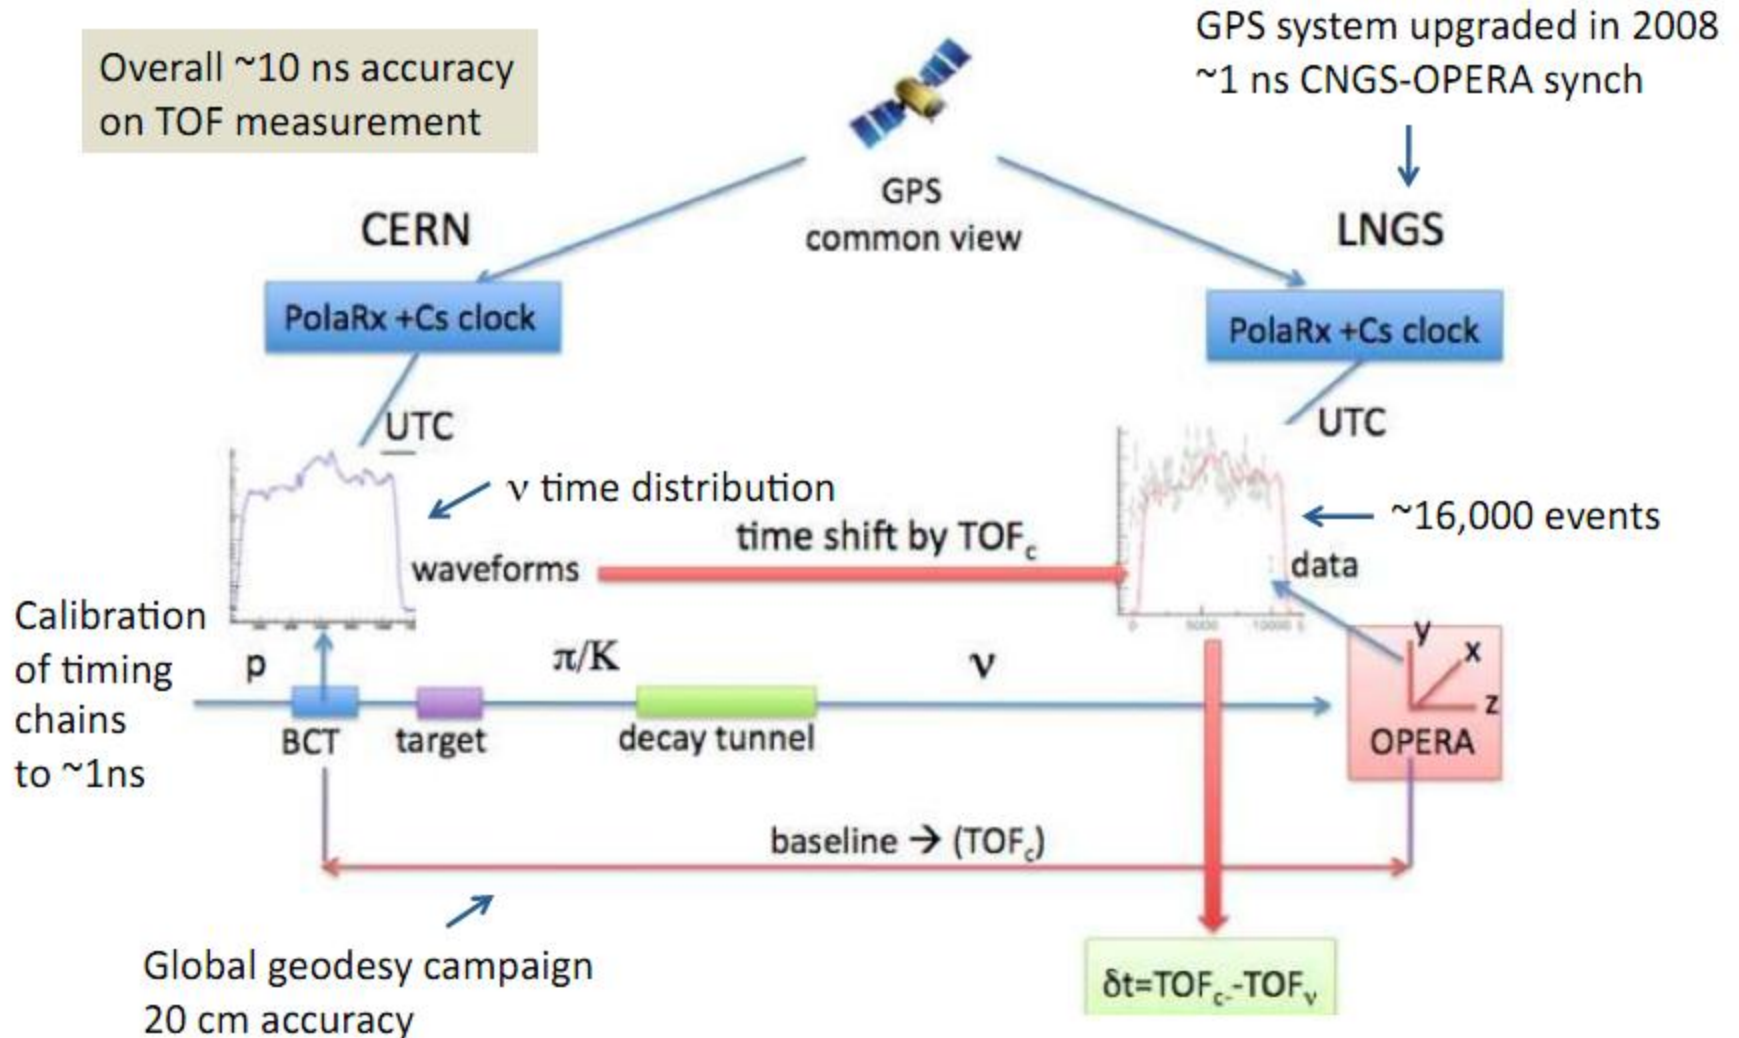 Overall ~10 ns accuracy
on TOF measurement
GPS system upgraded in 2008
~1 ns CNGS-OPERA synch
GPS
common view
CERN
LNGS
PolaRx +Cs clock
PolaRx +Cs clock
UTC
UTC
ν time distribution
~16,000 events
time shift by TOFc
waveforms
data
0 5000 10000
Calibration
of timing
chains
to ~1ns
p
π/K
ν
y
x
z
BCT
target
decay tunnel
OPERA
baseline → (TOFc)
Global geodesy campaign
20 cm accuracy
δt=TOFc--TOFν